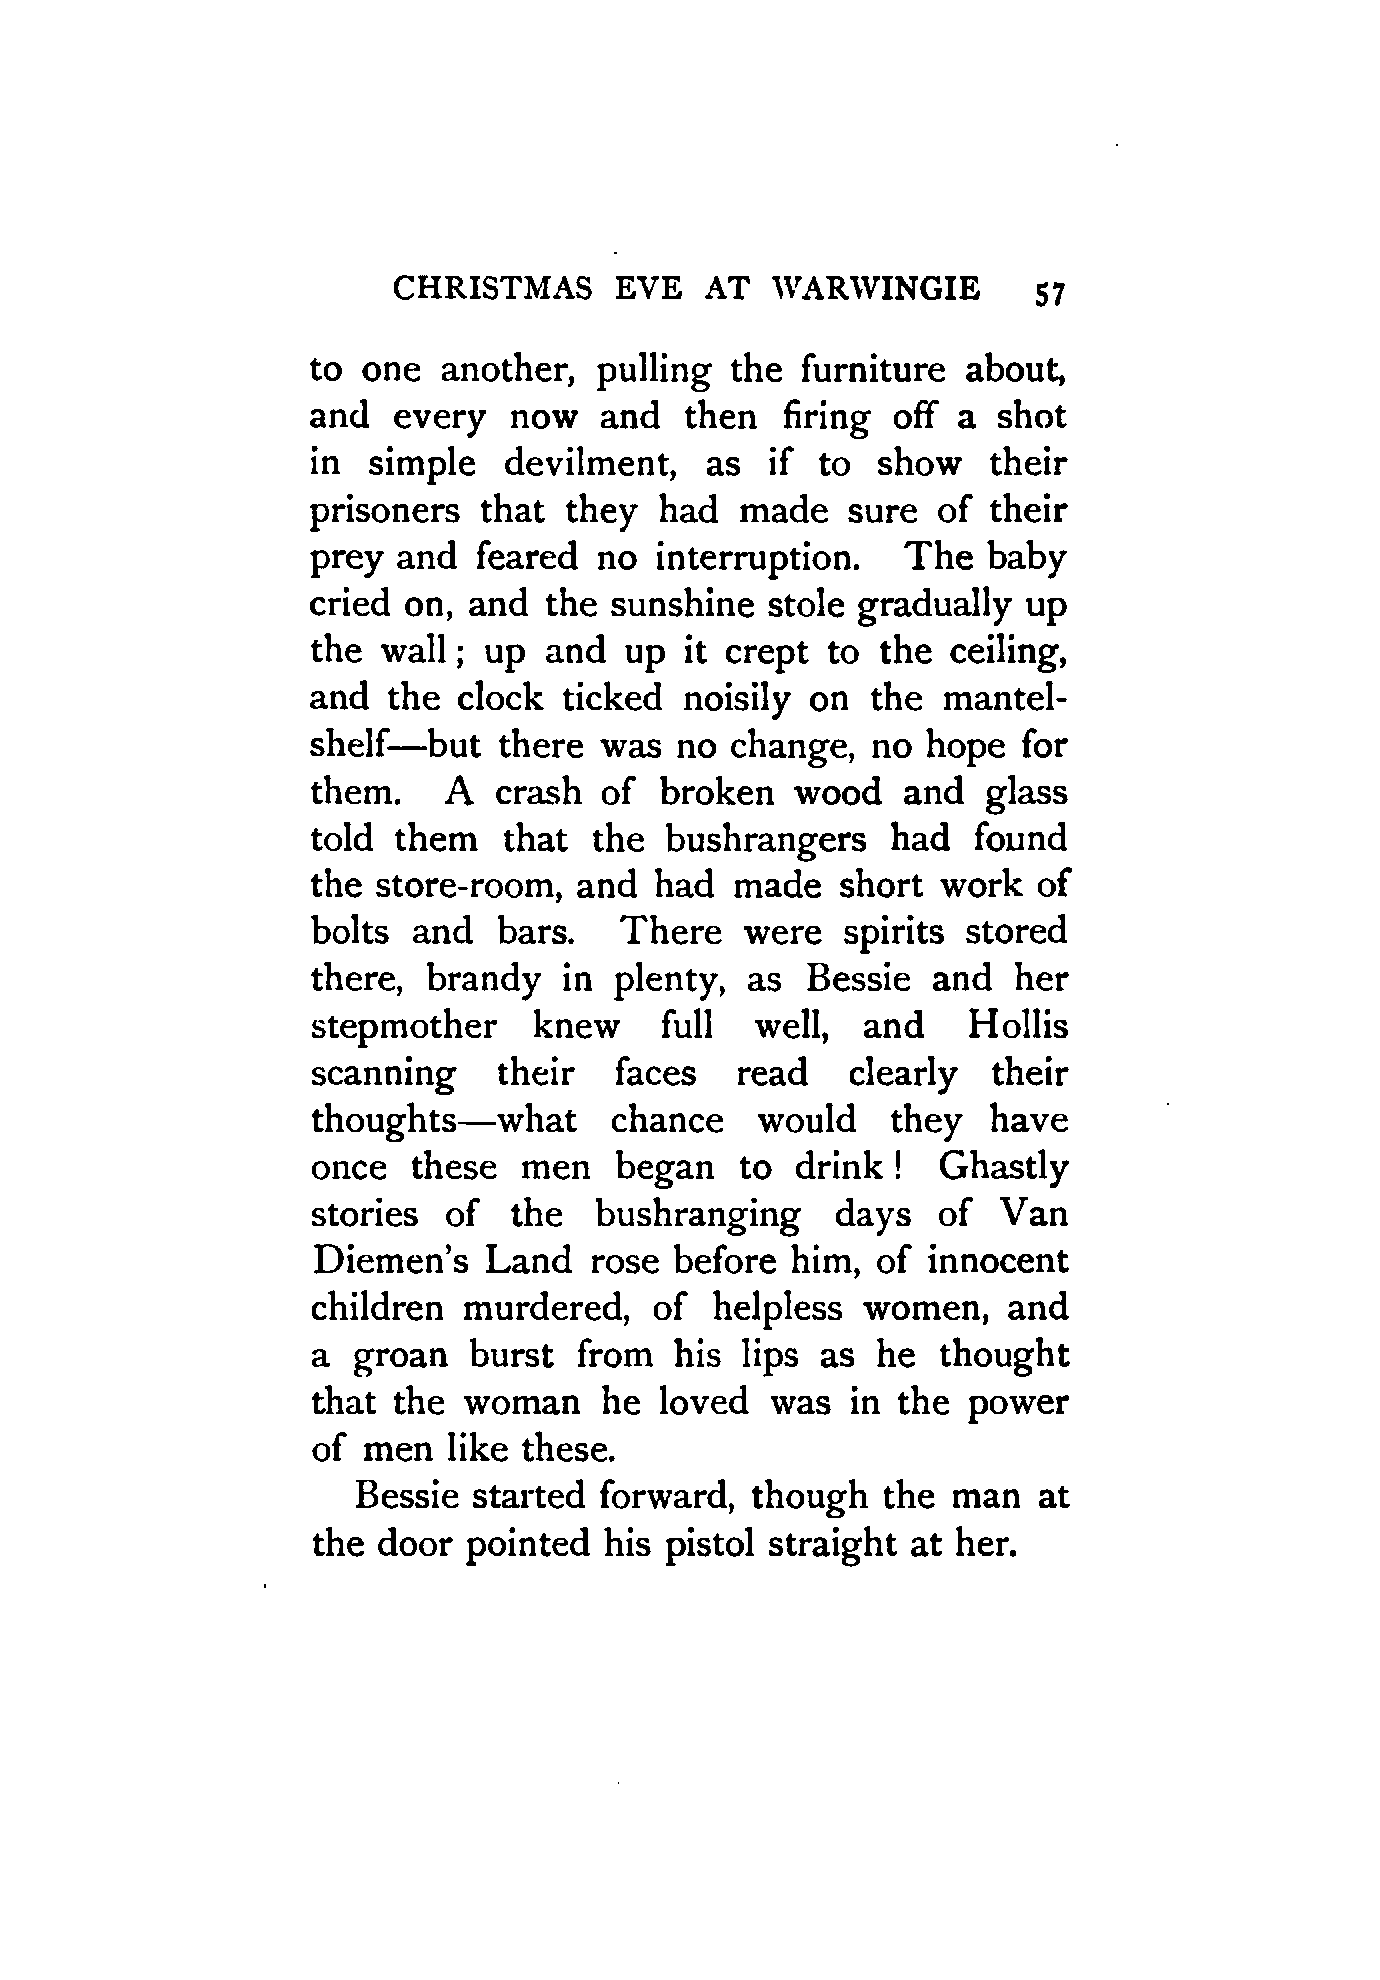 CHRISTMAS EVE AT WARWINGIE 57
to one another, pulling the furniture about,
and every now and then firing off a shot
in simple devilment, as if to show their
prisoners that they had made sure of their
prey and feared no interruption. The baby
cried on, and the sunshine stole gradually up
the wall ; up and up it crept to the ceiling,
and the clock ticked noisily on the mantel-
shelf—but there was no change, no hope for
them. A crash of broken wood and glass
told them that the bushrangers had found
the store-room, and had made short work of
bolts and bars. There were spirits stored
there, brandy in plenty, as Bessie and her
stepmother knew full well, and Hollis
scanning their faces read clearly their
thoughts—what chance would they have
once these men began to drink ! Ghastly
stories of the bushranging days of Van
Diemen's Land rose before him, of innocent
children murdered, of helpless women, and
a groan burst from his lips as he thought
that the woman he loved was in the power
of men like these.
Bessie started forward, though the man at
the door pointed his pistol straight at her.